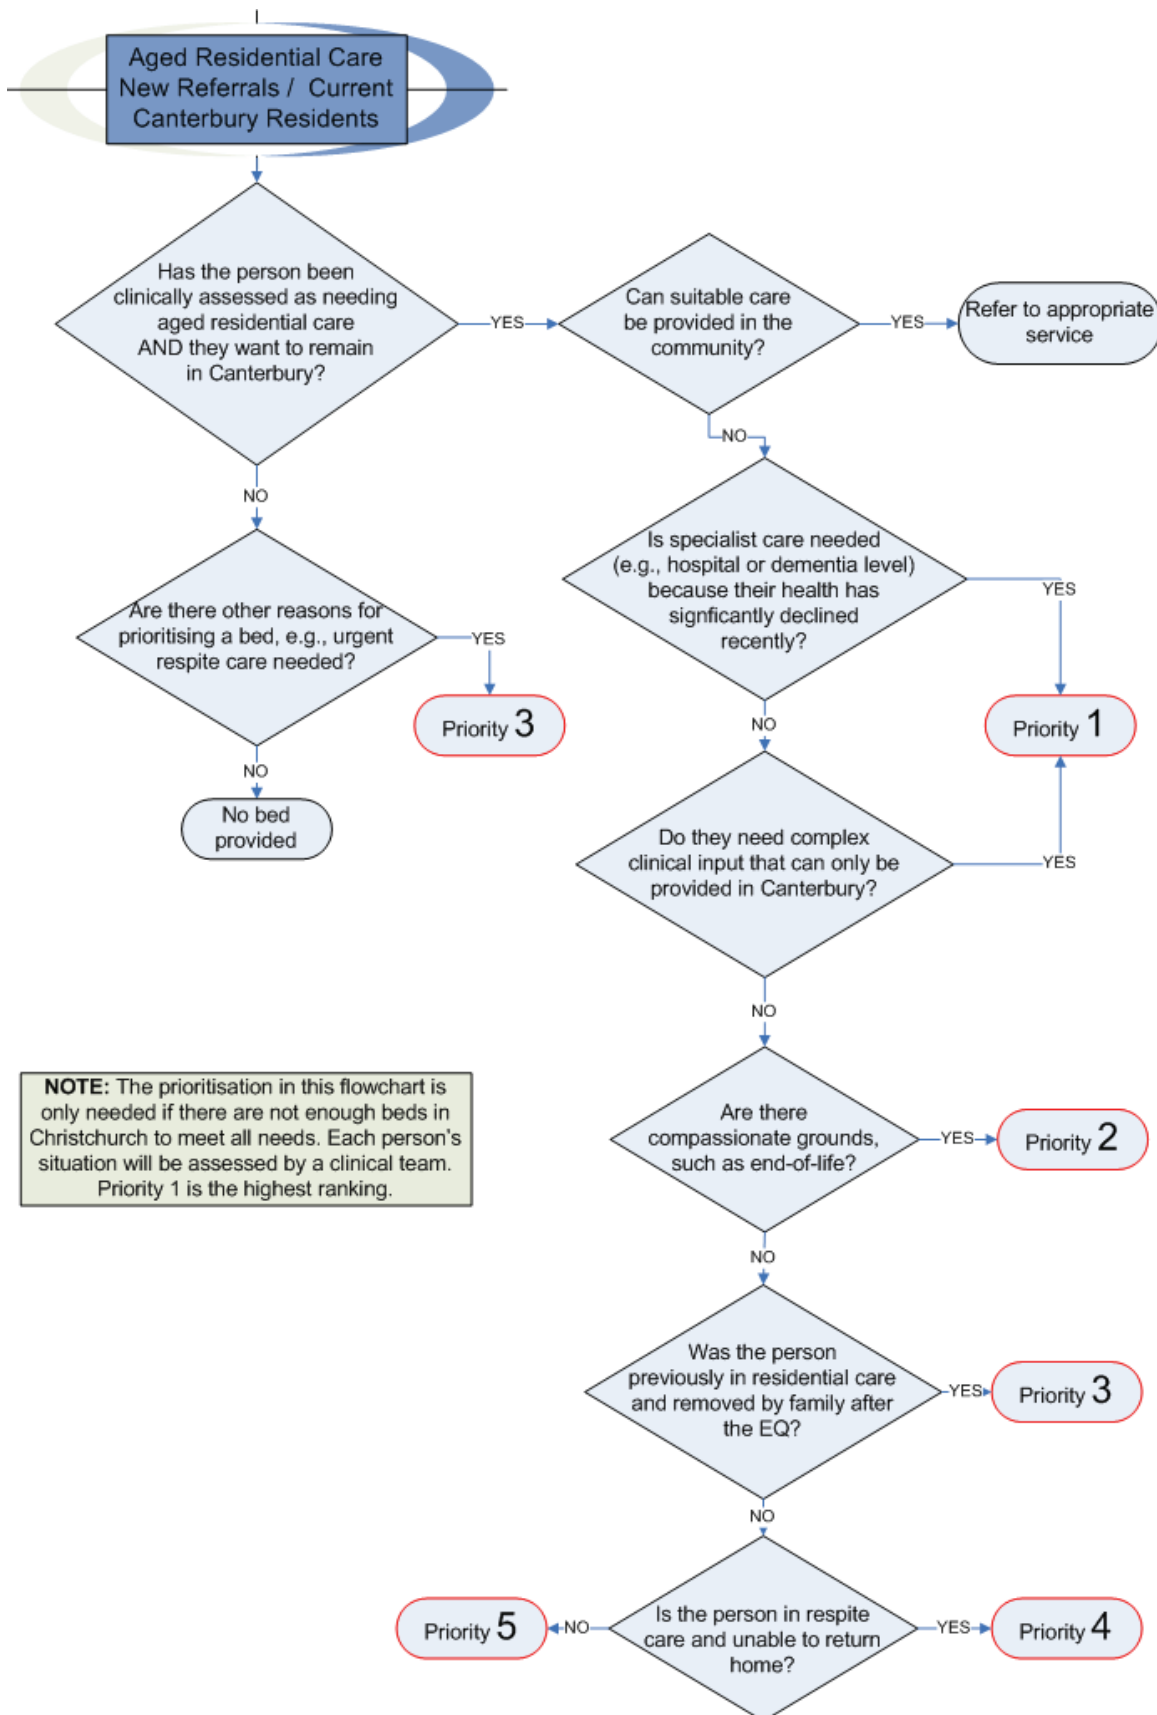 Aged Residential Care
New Referrals / Current
Canterbury Residents
Has the person been
clinically assessed as needing
aged residential care
AND they want to remain
in Canterbury?
YES
Can suitable care
be provided in the
community?
YES
Refer to appropriate
service
NO
NO
Is specialist care needed
(e.g., hospital or dementia level)
because their health has
signficantly declined
recently?
YES
Are there other reasons for
prioritising a bed, e.g., urgent
respite care needed?
YES
Priority 3
Priority 1
NO
NO
No bed
provided
Do they need complex
clinical input that can only be
provided in Canterbury?
YES
NO
NOTE: The prioritisation in this flowchart is
only needed if there are not enough beds in
Christchurch to meet all needs. Each person's
situation will be assessed by a clinical team.
Priority 1 is the highest ranking.
Are there
compassionate grounds,
such as end-of-life?
YES
Priority 2
NO
Was the person
previously in residential care
and removed by family after
the EQ?
YES
Priority 3
NO
Is the person in respite
care and unable to return
home?
NO
Priority 5
YES
Priority 4